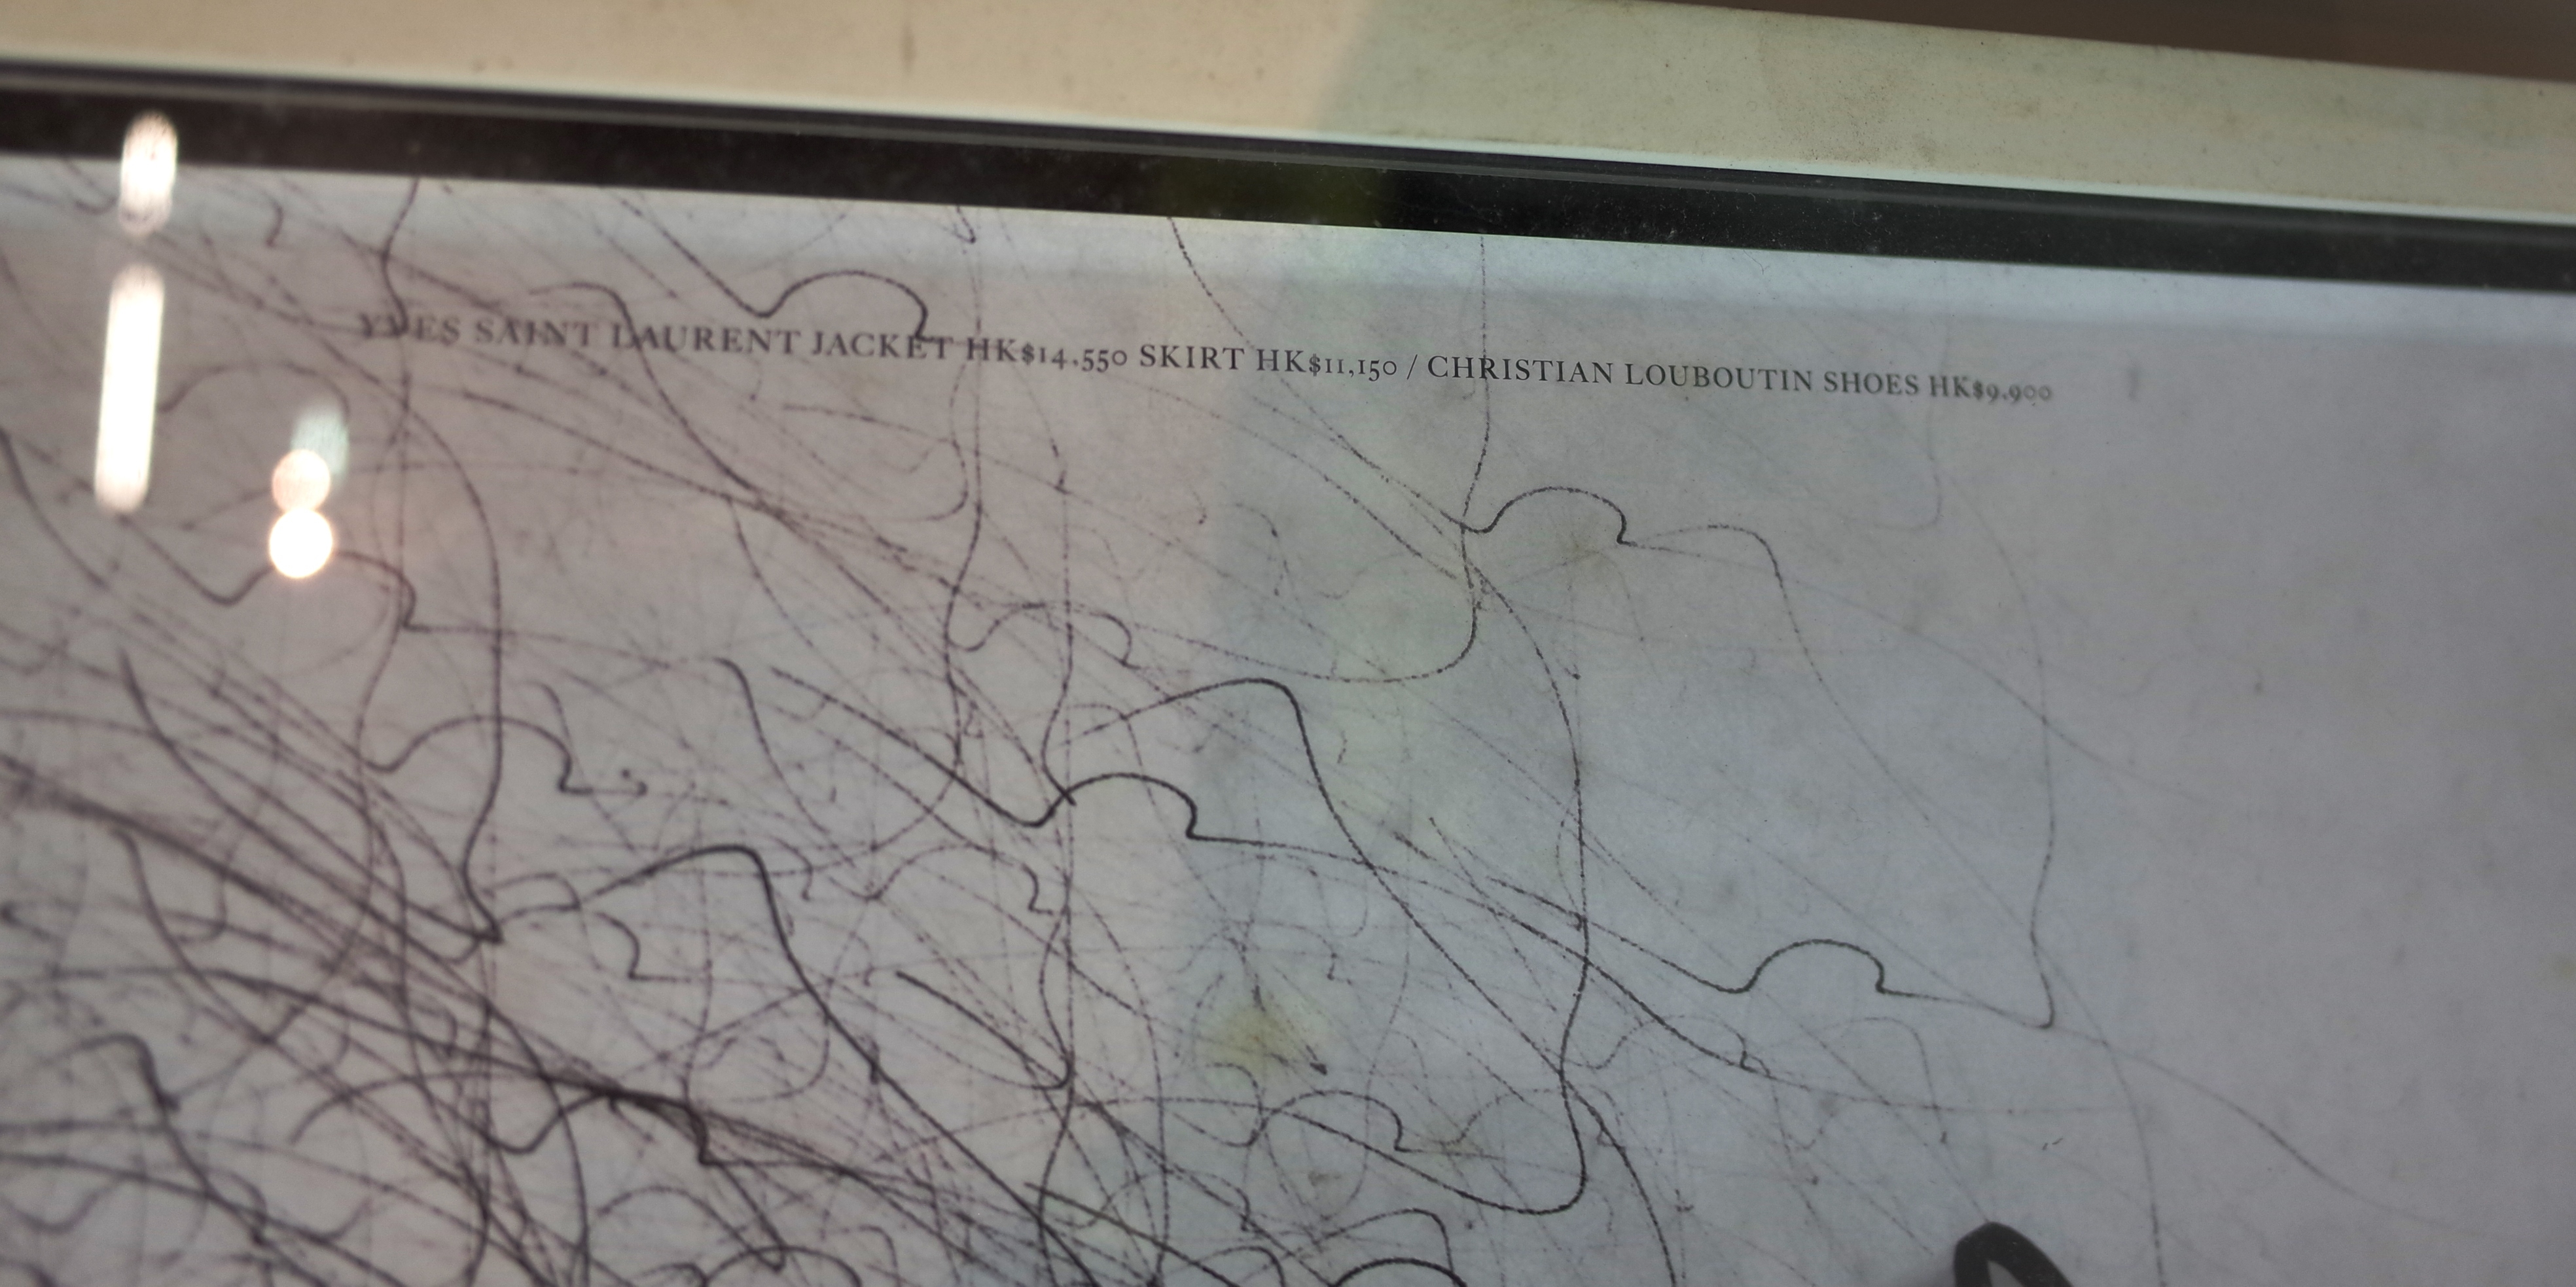 YVES SAINT LAURENT JACKET HK$14,550 SKIRT HK$11,150 / CHRISTIAN LOUBOUTIN SHOES HK$9,900